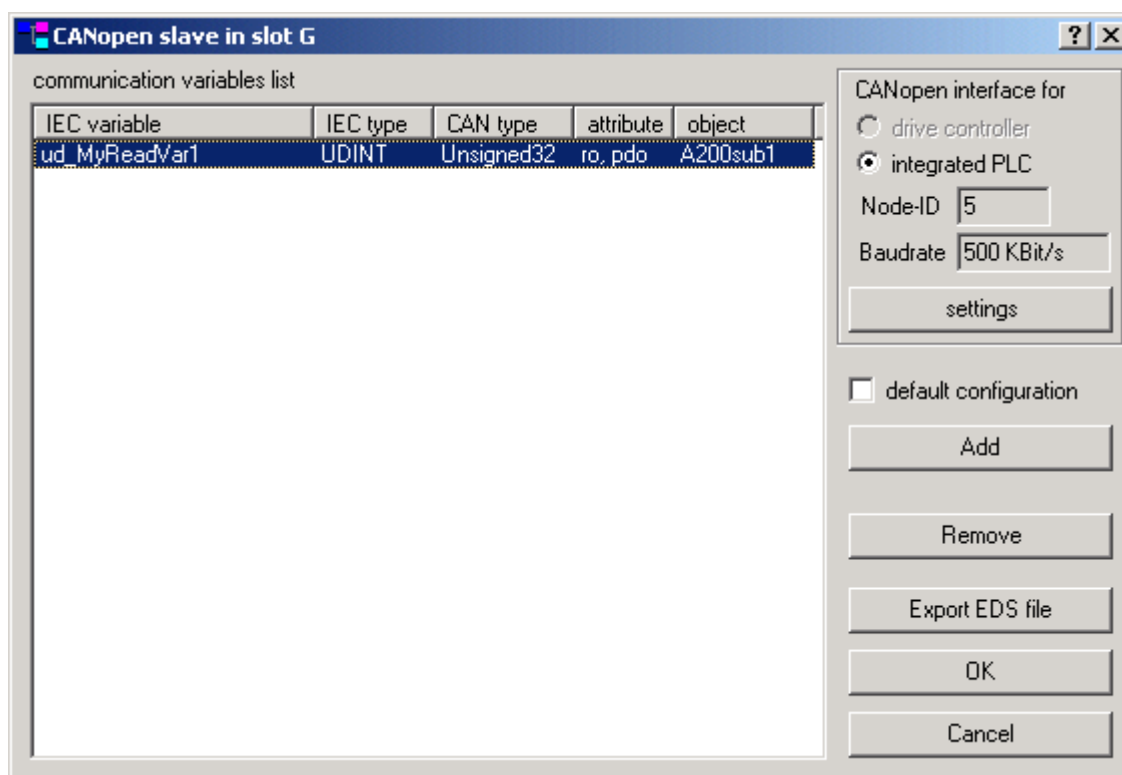 CANopen slave in slot G
communication variables list
IEC variable IEC type CAN type attribute object
ud_MyReadVar1 UDINT Unsigned32 ro, pdo A200sub1
CANopen interface for
drive controller
integrated PLC
Node-ID 5
Baudrate 500 KBit/s
settings
default configuration
Add
Remove
Export EDS file
OK
Cancel